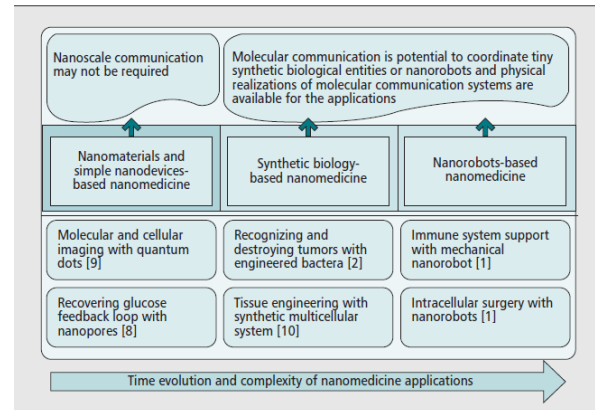 Nanoscale communication
may not be required
Molecular communication is potential to coordinate tiny
synthetic biological entities or nanorobots and physical
realizations of molecular communication systems are
available for the applications
Nanomaterials and
simple nanodevices-
based nanomedicine
Synthetic biology-
based nanomedicine
Nanorobots-based
nanomedicine
Molecular and cellular
imaging with quantum
dots [9]
Recognizing and
destroying tumors with
engineered bactera [2]
Immune system support
with mechanical
nanorobot [1]
Recovering glucose
feedback loop with
nanopores [8]
Tissue engineering with
synthetic multicellular
system [10]
Intracellular surgery with
nanorobots [1]
Time evolution and complexity of nanomedicine applications